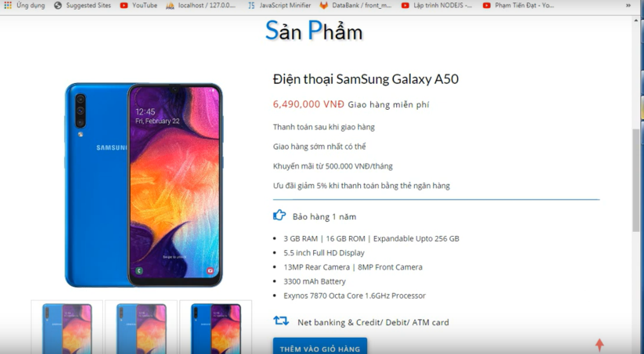 Ứng dụng Suggested Sites YouTube localhost / 127.0.0.... JavaScript Minifier DataBank / front_m... Lập trình NODEJS -... Phạm Tiến Đạt - Yo... »
Sản Phẩm
Điện thoại SamSung Galaxy A50
6,490,000 VNĐ Giao hàng miễn phí
Thanh toán sau khi giao hàng
Giao hàng sớm nhất có thể
Khuyến mãi từ 500.000 VNĐ/tháng
Ưu đãi giảm 5% khi thanh toán bằng thẻ ngân hàng
12:45
Fri, February 22
SAMSUNG
Bảo hàng 1 năm
3 GB RAM | 16 GB ROM | Expandable Upto 256 GB
5.5 inch Full HD Display
13MP Rear Camera | 8MP Front Camera
3300 mAh Battery
Exynos 7870 Octa Core 1.6GHz Processor
Net banking & Credit/ Debit/ ATM card
THÊM VÀO GIỎ HÀNG